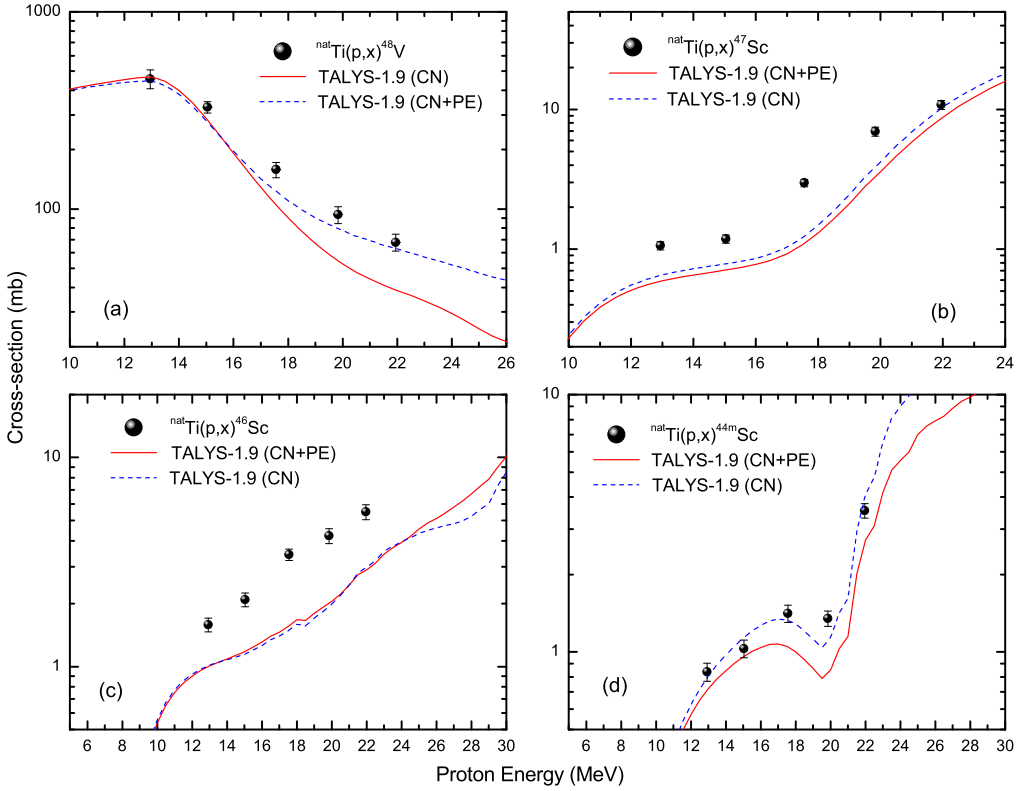 Cross-section (mb)
1000
100
ⁿᵃᵗTi(p,x)⁴⁸V
TALYS-1.9 (CN)
TALYS-1.9 (CN+PE)
(a)
10 12 14 16 18 20 22 24 26
10
1
ⁿᵃᵗTi(p,x)⁴⁷Sc
TALYS-1.9 (CN+PE)
TALYS-1.9 (CN)
(b)
10 12 14 16 18 20 22 24
10
1
ⁿᵃᵗTi(p,x)⁴⁶Sc
TALYS-1.9 (CN+PE)
TALYS-1.9 (CN)
(c)
6 8 10 12 14 16 18 20 22 24 26 28 30
10
1
ⁿᵃᵗTi(p,x)⁴⁴ᵐSc
TALYS-1.9 (CN+PE)
TALYS-1.9 (CN)
(d)
6 8 10 12 14 16 18 20 22 24 26 28 30
Proton Energy (MeV)